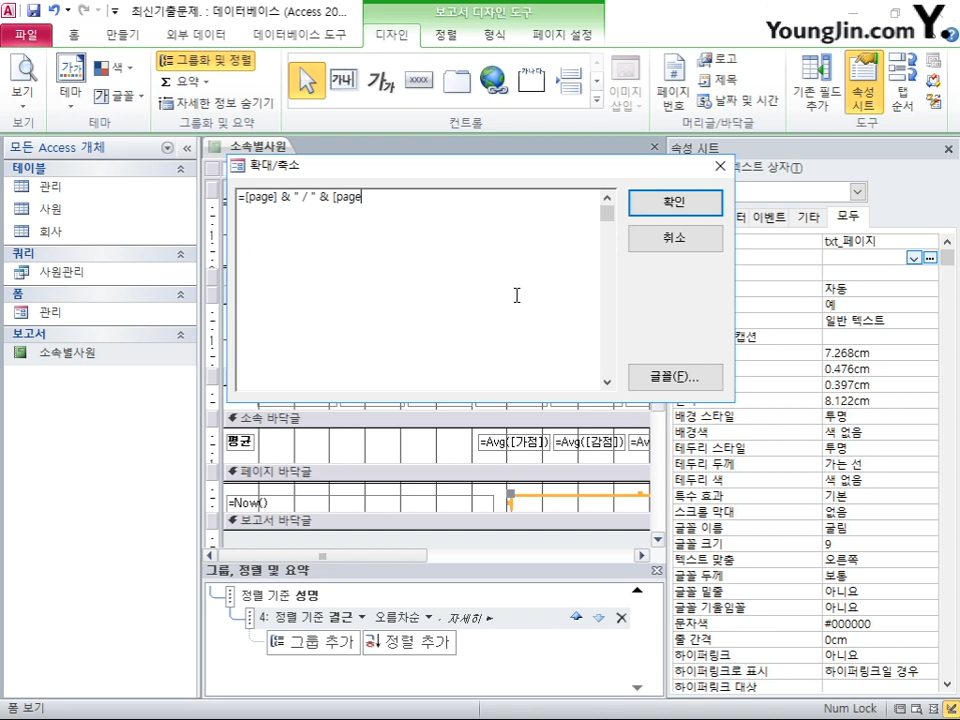 최신기출문제. : 데이터베이스 (Access 20...
보고서 디자인 도구
YoungJin.com Y.
파일 홈 만들기 외부 데이터 데이터베이스 도구 디자인 정렬 형식 페이지 설정
보기
보기
테마
색
글꼴
테마
그룹화 및 정렬
Σ 요약
자세한 정보 숨기기
그룹화 및 요약
가나
가가
xxxx
컨트롤
이미지 삽입
페이지 번호
로고
제목
날짜 및 시간
머리글/바닥글
기존 필드 추가
속성 시트
탭 순서
도구
모든 Access 개체
테이블
관리
사원
회사
쿼리
사원관리
폼
관리
보고서
소속별사원
소속별사원
확대/축소
=[page] & " / " & [page
확인
취소
글꼴(F)...
소속 바닥글
평균 =Avg([가점]) =Avg([감점])
페이지 바닥글
=Now()
보고서 바닥글
그룹, 정렬 및 요약
정렬 기준 성명
4: 정렬 기준 결근 오름차순 , 자세히
그룹 추가 정렬 추가
속성 시트
텍스트 상자(T)
이벤트 기타 모두
txt_페이지
자동
예
일반 텍스트
캡션
7.268cm
0.476cm
0.397cm
8.122cm
배경 스타일 투명
배경색 색 없음
테두리 스타일 투명
테두리 두께 가는 선
테두리 색 색 없음
특수 효과 기본
스크롤 막대 없음
글꼴 이름 굴림
글꼴 크기 9
텍스트 맞춤 오른쪽
글꼴 두께 보통
글꼴 밑줄 아니요
글꼴 기울임꼴 아니요
문자색 #000000
줄 간격 0cm
하이퍼링크 아니요
하이퍼링크로 표시 하이퍼링크일 경우
하이퍼링크 대상
폼 보기
Num Lock